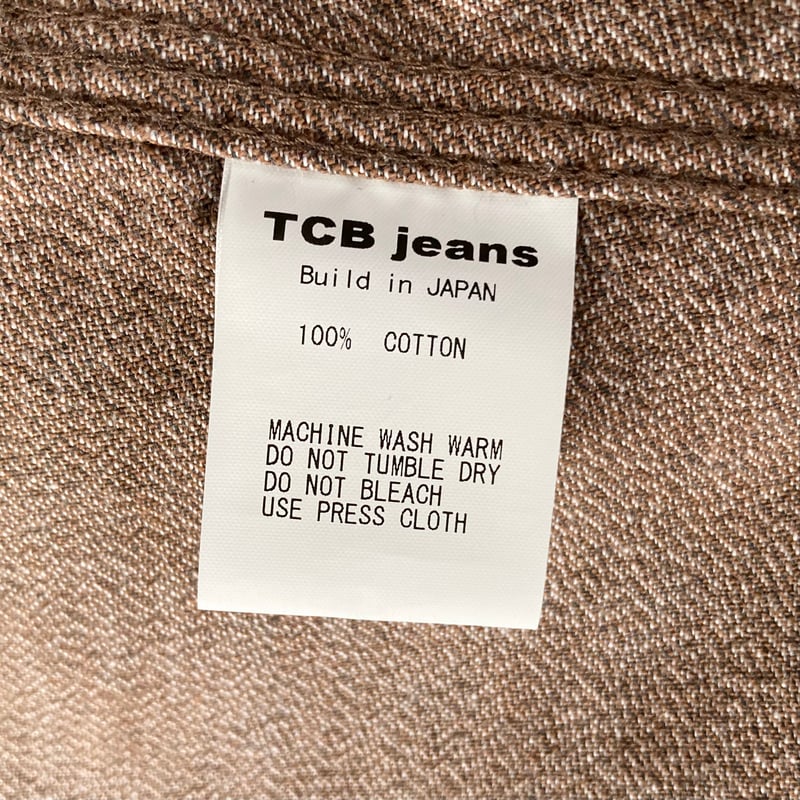 TCB jeans
Build in JAPAN
100% COTTON
MACHINE WASH WARM
DO NOT TUMBLE DRY
DO NOT BLEACH
USE PRESS CLOTH